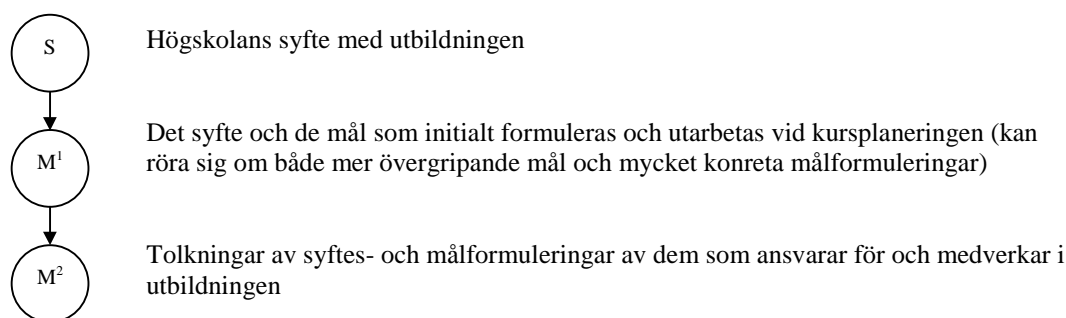 S
Högskolans syfte med utbildningen
Det syfte och de mål som initialt formuleras och utarbetas vid kursplaneringen (kan
M¹
röra sig om både mer övergripande mål och mycket konreta målformuleringar)
Tolkningar av syftes- och målformuleringar av dem som ansvarar för och medverkar i
M²
utbildningen